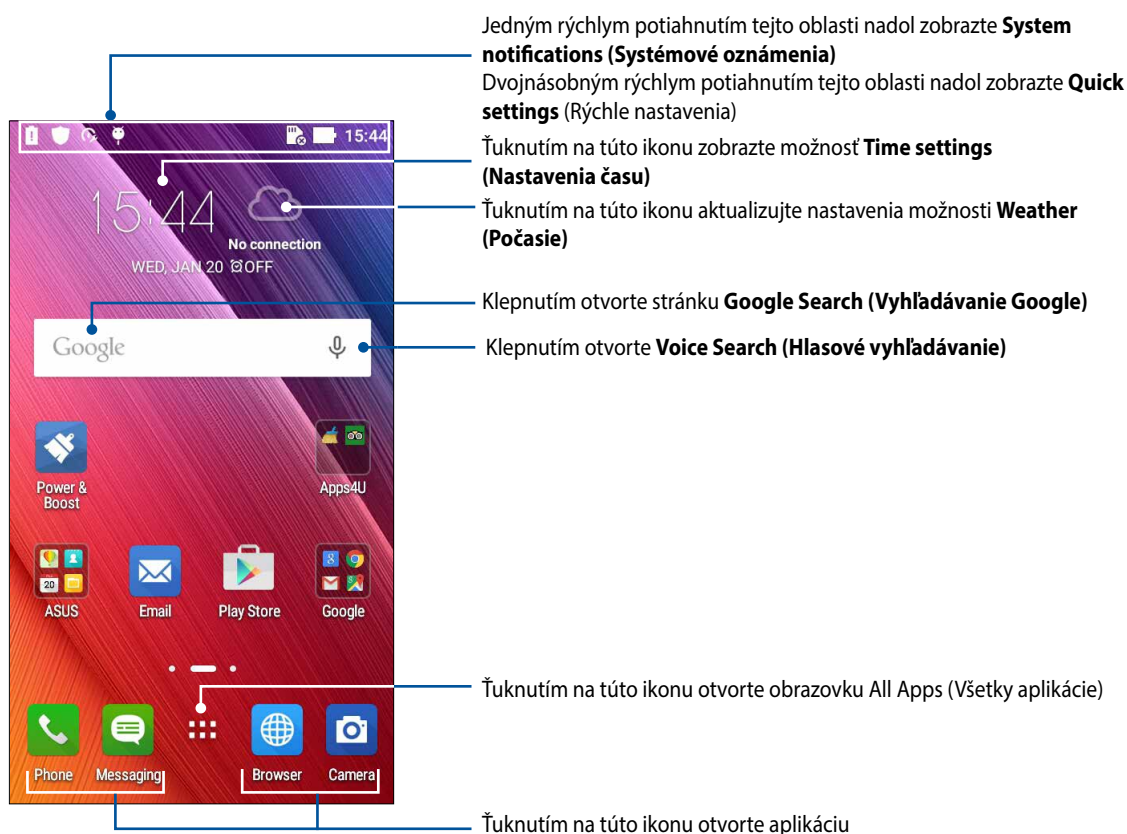 Jedným rýchlym potiahnutím tejto oblasti nadol zobrazte System
notifications (Systémové oznámenia)
Dvojnásobným rýchlym potiahnutím tejto oblasti nadol zobrazte Quick
settings (Rýchle nastavenia)
15:44
Ťuknutím na túto ikonu zobrazte možnosť Time settings
(Nastavenia času)
15:44
Ťuknutím na túto ikonu aktualizujte nastavenia možnosti Weather
(Počasie)
No connection
WED, JAN 20 OFF
Klepnutím otvorte stránku Google Search (Vyhľadávanie Google)
Google
Klepnutím otvorte Voice Search (Hlasové vyhľadávanie)
Power &
Boost
Apps4U
20
8
ASUS
Email
Play Store
Google
Ťuknutím na túto ikonu otvorte obrazovku All Apps (Všetky aplikácie)
Phone
Messaging
Browser
Camera
Ťuknutím na túto ikonu otvorte aplikáciu